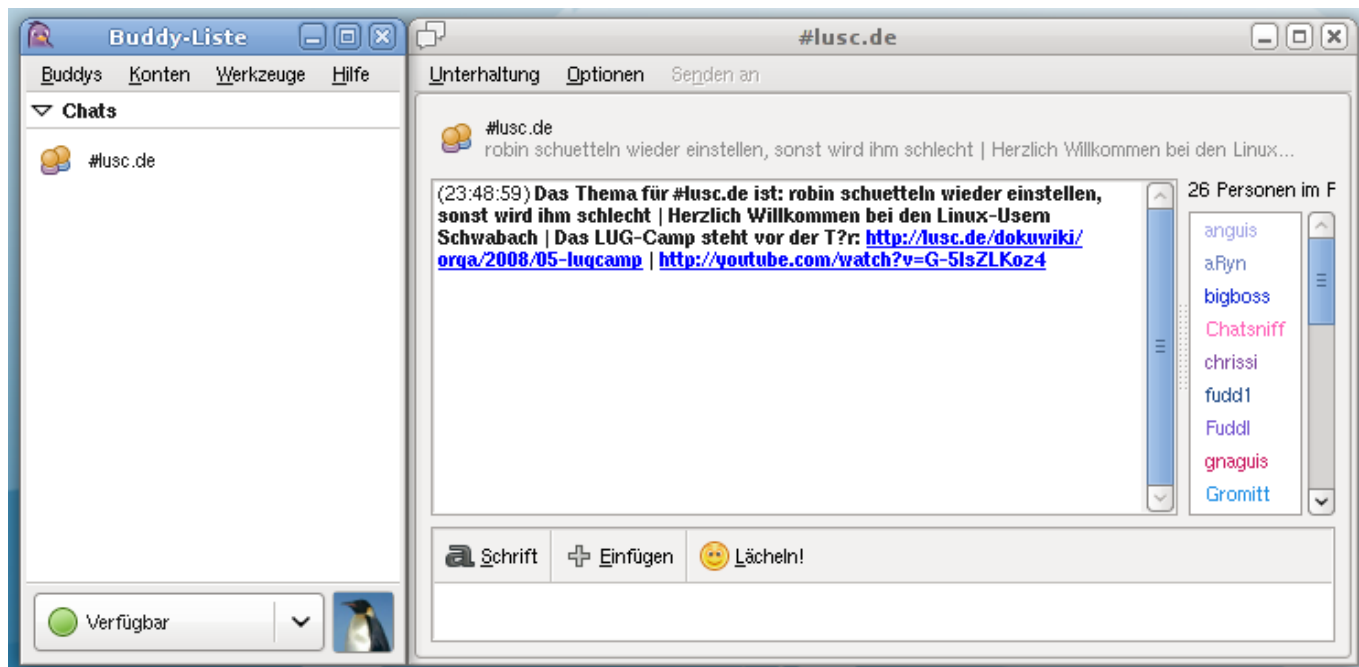 Buddy-Liste
Buddys Konten Werkzeuge Hilfe
Chats
#lusc.de
Verfügbar
#lusc.de
Unterhaltung Optionen Senden an
#lusc.de
robin schuetteln wieder einstellen, sonst wird ihm schlecht | Herzlich Willkommen bei den Linux...
(23:48:59) Das Thema für #lusc.de ist: robin schuetteln wieder einstellen,
sonst wird ihm schlecht | Herzlich Willkommen bei den Linux-Usern
Schwabach | Das LUG-Camp steht vor der T?r: http://lusc.de/dokuwiki/
orga/2008/05-lugcamp | http://youtube.com/watch?v=G-5IsZLKoz4
26 Personen im F
anguis
aRyn
bigboss
Chatsniff
chrissi
fudd1
Fuddl
gnaguis
Gromitt
Schrift Einfügen Lächeln!